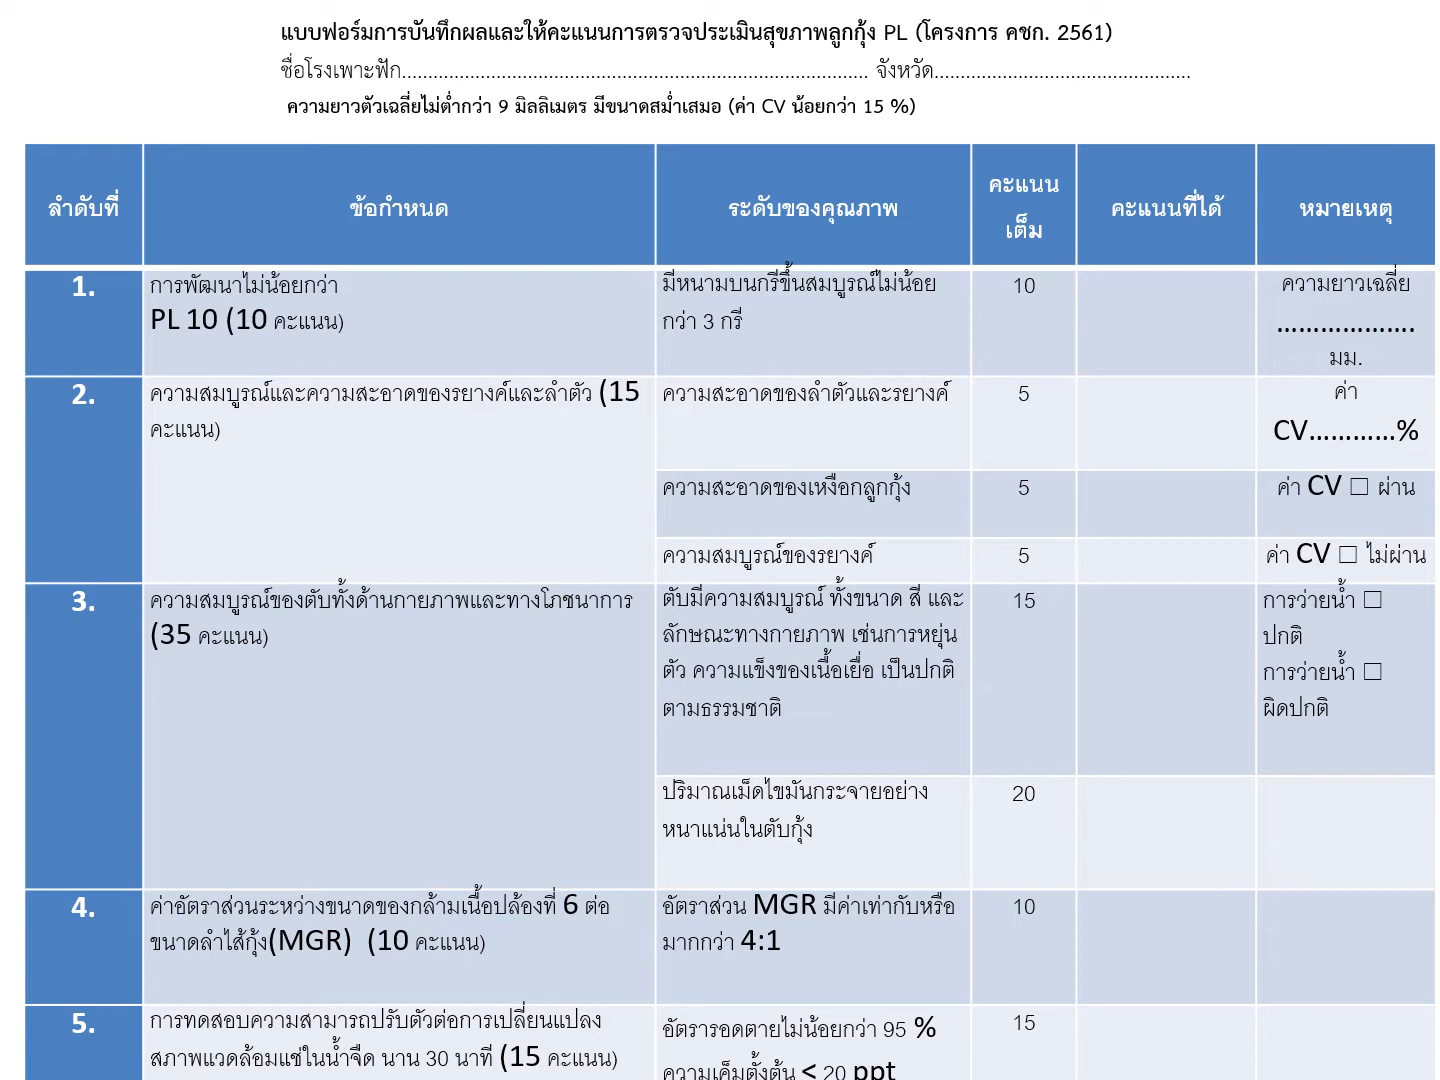 แบบฟอร์มการบันทึกผลและให้คะแนนการตรวจประเมินสุขภาพลูกกุ้ง PL (โครงการ คชก. 2561)
ชื่อโรงเพาะฟัก......................................................................................... จังหวัด.................................................
ความยาวตัวเฉลี่ยไม่ต่ำกว่า 9 มิลลิเมตร มีขนาดสม่ำเสมอ (ค่า CV น้อยกว่า 15 %)
ลำดับที่
ข้อกำหนด
ระดับของคุณภาพ
คะแนน
เต็ม
คะแนนที่ได้
หมายเหตุ
1.
การพัฒนาไม่น้อยกว่า
PL 10 (10 คะแนน)
มีหนามบนกรีขึ้นสมบูรณ์ไม่น้อย
กว่า 3 กรี
10
ความยาวเฉลี่ย
...................
มม.
2.
ความสมบูรณ์และความสะอาดของรยางค์และลำตัว (15
คะแนน)
ความสะอาดของลำตัวและรยางค์
5
ค่า
CV............%
ความสะอาดของเหงือกลูกกุ้ง
5
ค่า CV □ ผ่าน
ความสมบูรณ์ของรยางค์
5
ค่า CV □ ไม่ผ่าน
3.
ความสมบูรณ์ของตับทั้งด้านกายภาพและทางโภชนาการ
(35 คะแนน)
ตับมีความสมบูรณ์ ทั้งขนาด สี และ
ลักษณะทางกายภาพ เช่นการหยุ่น
ตัว ความแข็งของเนื้อเยื่อ เป็นปกติ
ตามธรรมชาติ
15
การว่ายน้ำ □
ปกติ
การว่ายน้ำ □
ผิดปกติ
ปริมาณเม็ดไขมันกระจายอย่าง
หนาแน่นในตับกุ้ง
20
4.
ค่าอัตราส่วนระหว่างขนาดของกล้ามเนื้อปล้องที่ 6 ต่อ
ขนาดลำไส้กุ้ง(MGR) (10 คะแนน)
อัตราส่วน MGR มีค่าเท่ากับหรือ
มากกว่า 4:1
10
5.
การทดสอบความสามารถปรับตัวต่อการเปลี่ยนแปลง
สภาพแวดล้อมแช่ในน้ำจืด นาน 30 นาที (15 คะแนน)
อัตรารอดตายไม่น้อยกว่า 95 %
ความเค็มตั้งต้น < 20 ppt
15